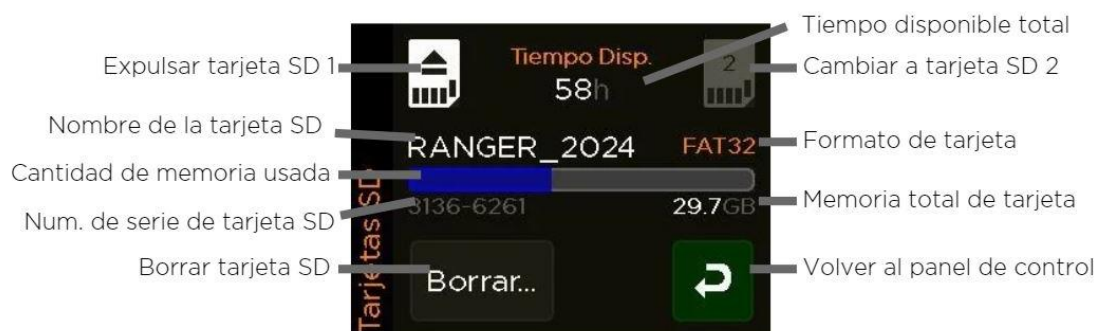 Tiempo disponible total
Expulsar tarjeta SD 1
Tiempo Disp.
2
Cambiar a tarjeta SD 2
58h
Nombre de la tarjeta SD
RANGER_2024
FAT32
Formato de tarjeta
Cantidad de memoria usada
Num. de serie de tarjeta SD
3136-6261
29.7GB
Memoria total de tarjeta
Tarjetas SD
Borrar tarjeta SD
Borrar...
Volver al panel de control